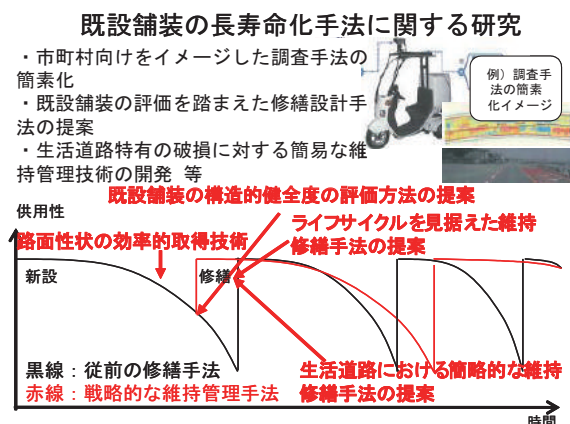 既設舗装の長寿命化手法に関する研究
・市町村向けをイメージした調査手法の
簡素化
・既設舗装の評価を踏まえた修繕設計手
法の提案
・生活道路特有の破損に対する簡易な維
持管理技術の開発 等
例）調査手
法の簡素
化イメージ
既設舗装の構造的健全度の評価方法の提案
供用性
ライフサイクルを見据えた維持
修繕手法の提案
路面性状の効率的取得技術
新設
修繕
黒線：従前の修繕手法
赤線：戦略的な維持管理手法
生活道路における簡略的な維持
修繕手法の提案
時間